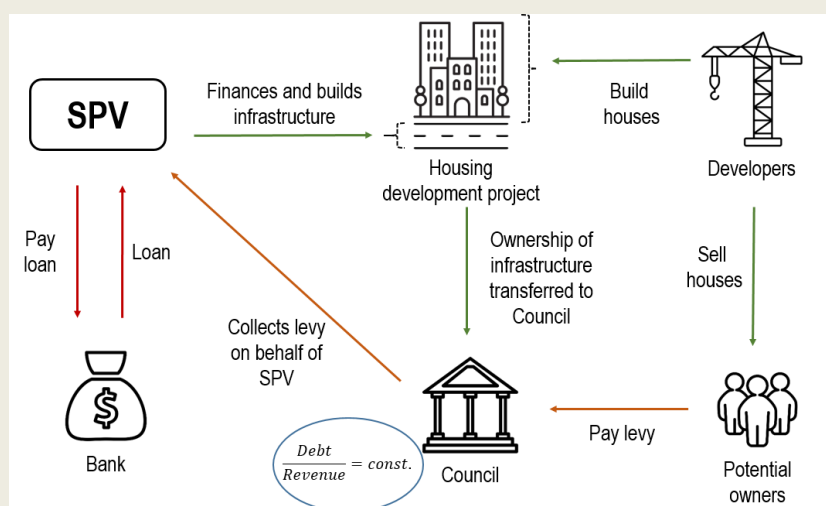 SPV
Finances and builds
infrastructure
Build
houses
Housing
development project
Developers
Pay
loan
Loan
Ownership of
infrastructure
transferred to
Council
Sell
houses
Collects levy
on behalf of
SPV
$
Bank
Debt
Revenue
= const.
Council
Pay levy
Potential
owners